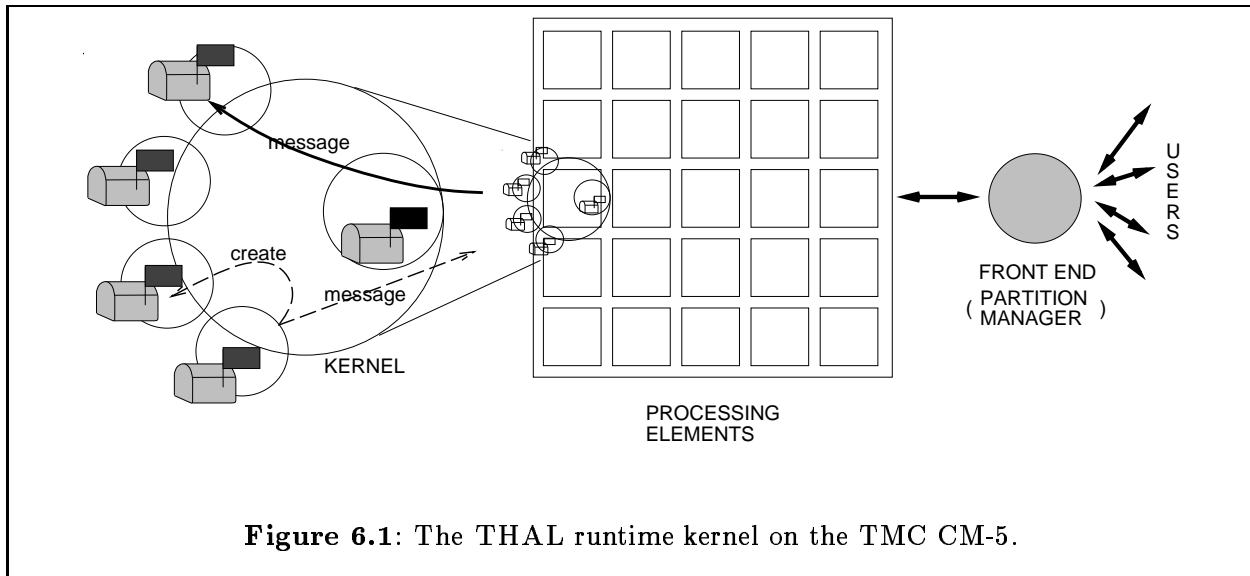 message
create
message
KERNEL
PROCESSING
ELEMENTS
FRONT END
( PARTITION
MANAGER )
USERS
Figure 6.1: The THAL runtime kernel on the TMC CM-5.